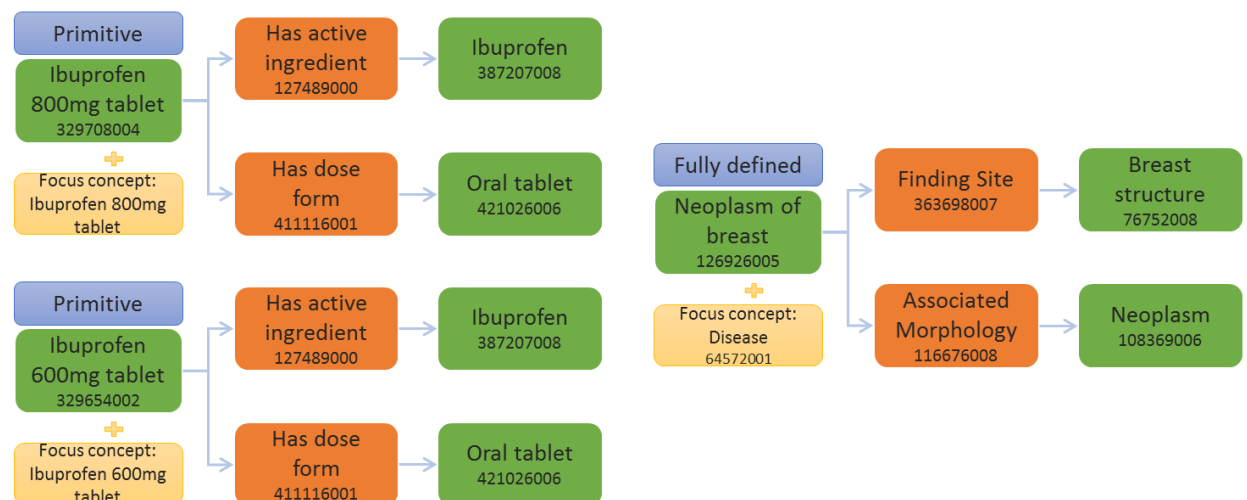 Primitive
Ibuprofen
800mg tablet
329708004
Focus concept:
Ibuprofen 800mg
tablet
Has active
ingredient
127489000
Ibuprofen
387207008
Has dose
form
411116001
Oral tablet
421026006
Primitive
Ibuprofen
600mg tablet
329654002
Focus concept:
Ibuprofen 600mg
tablet
Has active
ingredient
127489000
Ibuprofen
387207008
Has dose
form
411116001
Oral tablet
421026006
Fully defined
Neoplasm of
breast
126926005
Focus concept:
Disease
64572001
Finding Site
363698007
Breast
structure
76752008
Associated
Morphology
116676008
Neoplasm
108369006